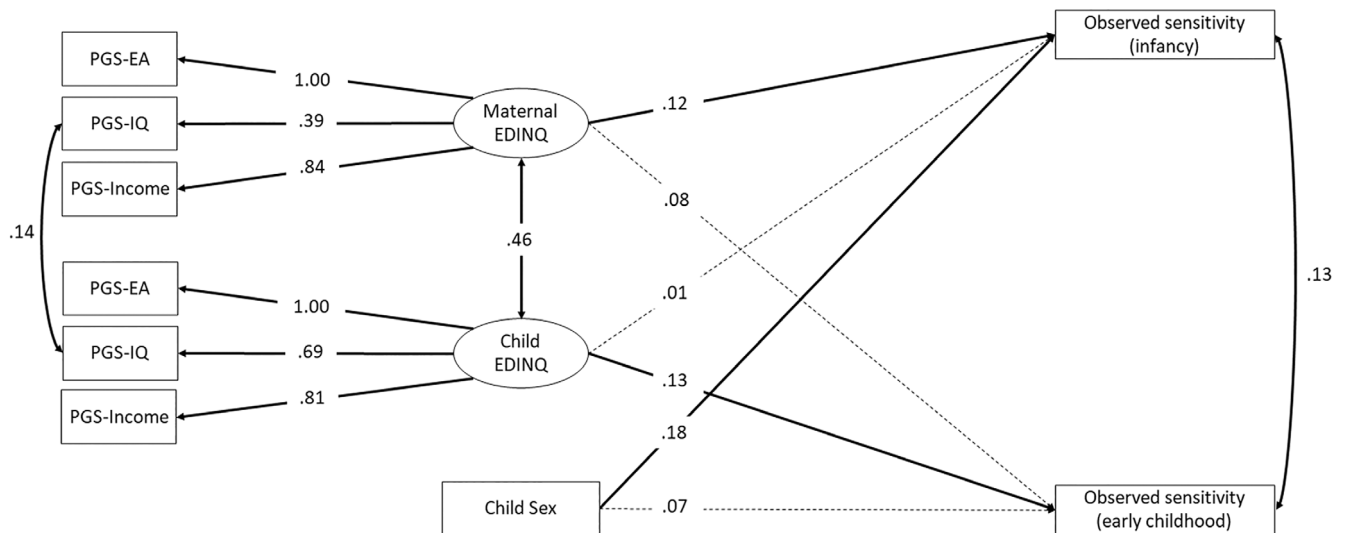 Observed sensitivity
(infancy)
PGS-EA
1.00
Maternal
EDINQ
.12
PGS-IQ
.39
PGS-Income
.84
.08
.14
.46
.13
PGS-EA
1.00
.01
PGS-IQ
.69
Child
EDINQ
.13
PGS-Income
.81
.18
Child Sex
.07
Observed sensitivity
(early childhood)